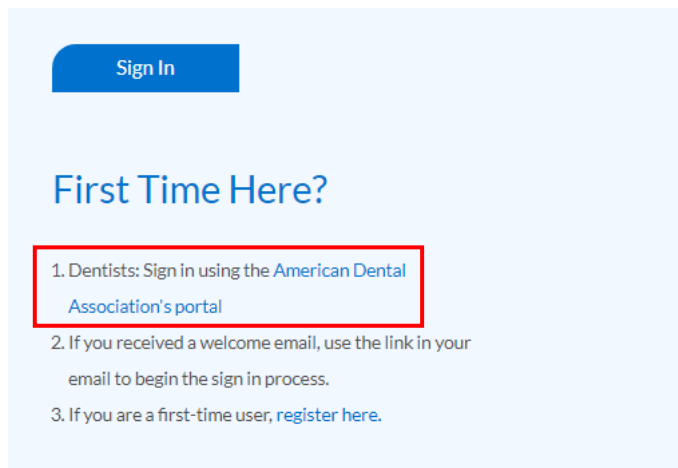 Sign In
First Time Here?
1. Dentists: Sign in using the American Dental
Association's portal
2. If you received a welcome email, use the link in your
email to begin the sign in process.
3. If you are a first-time user, register here.